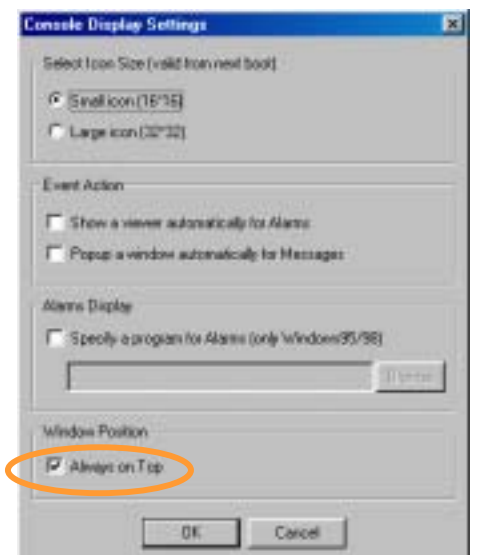 Console Display Settings
Select Icon Size (valid from next boot)
Small icon (16*16)
Large icon (32*32)
Event Action
Show a viewer automatically for Alarms
Popup a window automatically for Messages
Alarms Display
Specify a program for Alarms (only Windows95/98)
Window Position
Always on Top
OK
Cancel